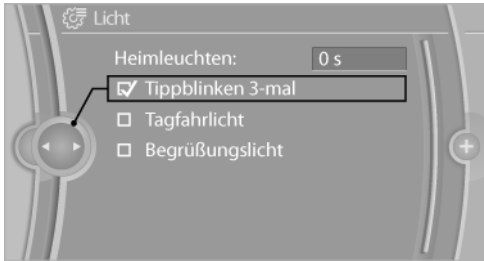 Licht
Heimleuchten: 0 s
Tippblinken 3-mal
Tagfahrlicht
Begrüßungslicht